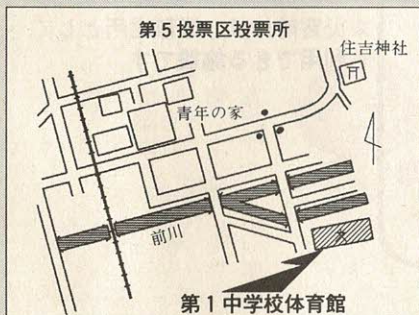 第5投票区投票所
住吉神社
青年の家
前川
文
第1中学校体育館